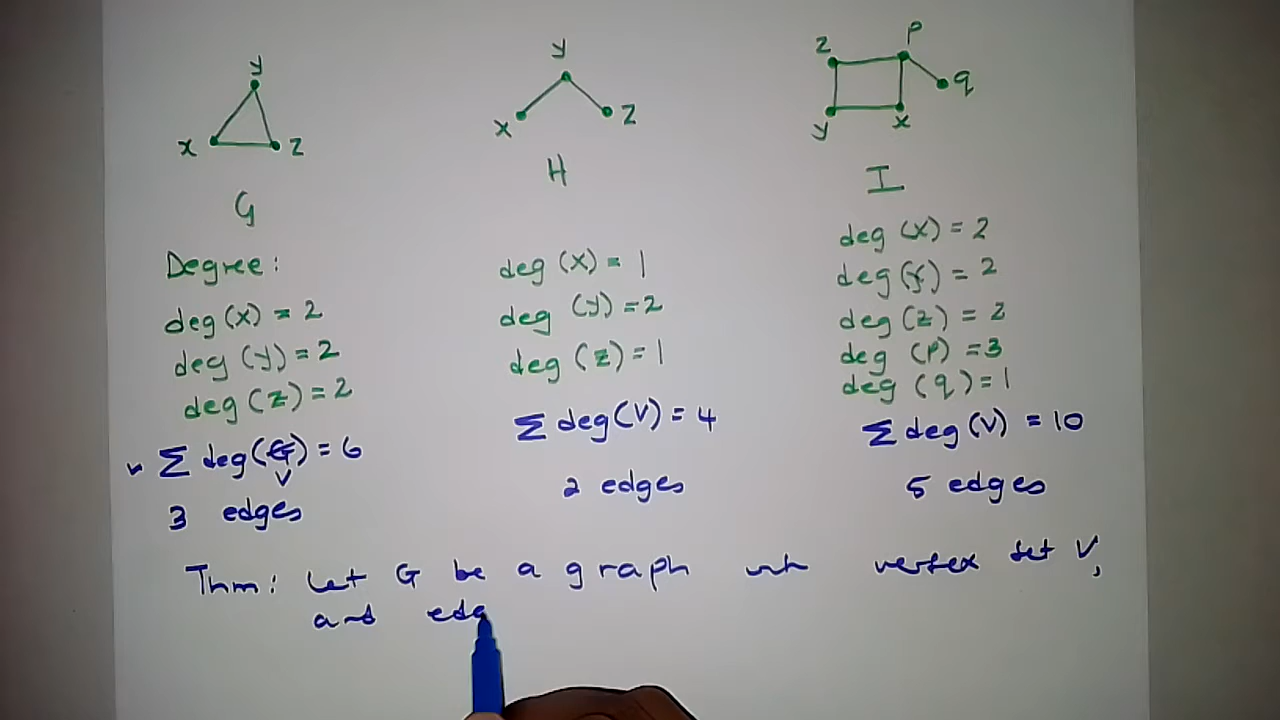 y
x z
G
Degree:
deg (x) = 2
deg (y) = 2
deg (z) = 2
Σ deg( ) = 6
V
3 edges
y
x z
H
deg (x) = 1
deg (y) = 2
deg (z) = 1
Σ deg(V) = 4
2 edges
z p
q
y x
I
deg (x) = 2
deg (y) = 2
deg (z) = 2
deg (p) = 3
deg (q) = 1
Σ deg (V) = 10
5 edges
Thm: Let G be a graph with vertex set V,
and edg